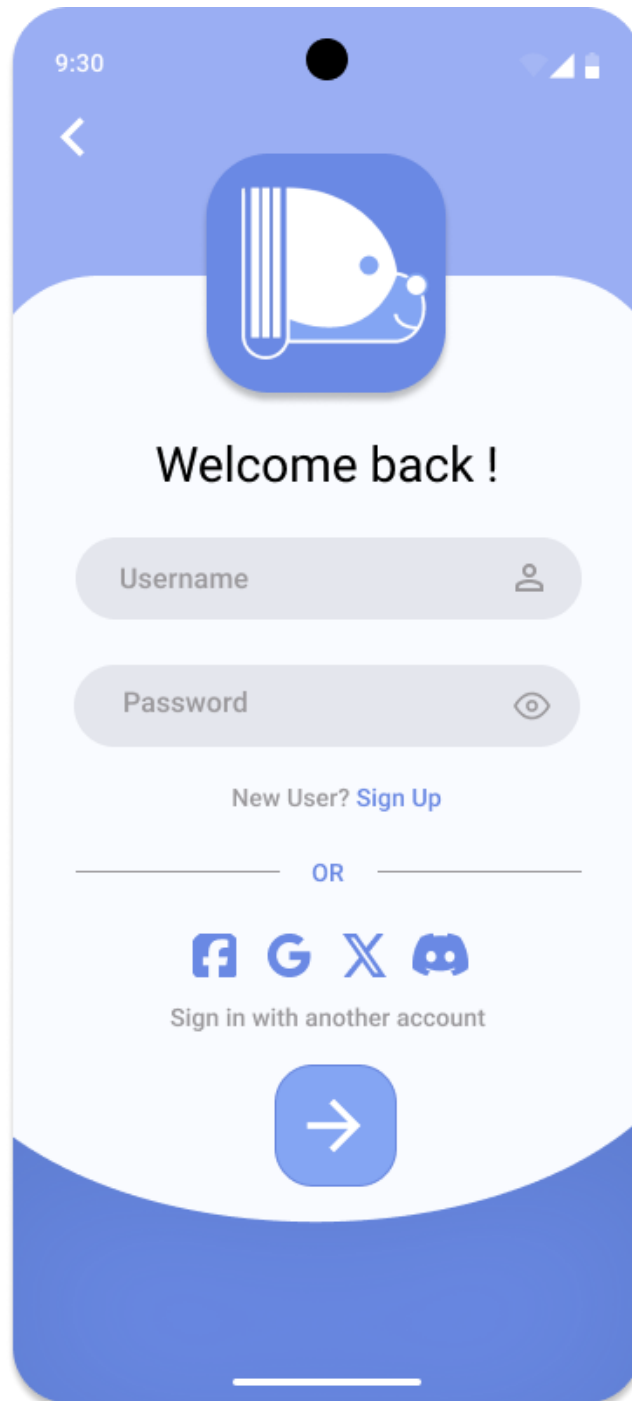 9:30
Welcome back !
Username
Password
New User? Sign Up
OR
Sign in with another account